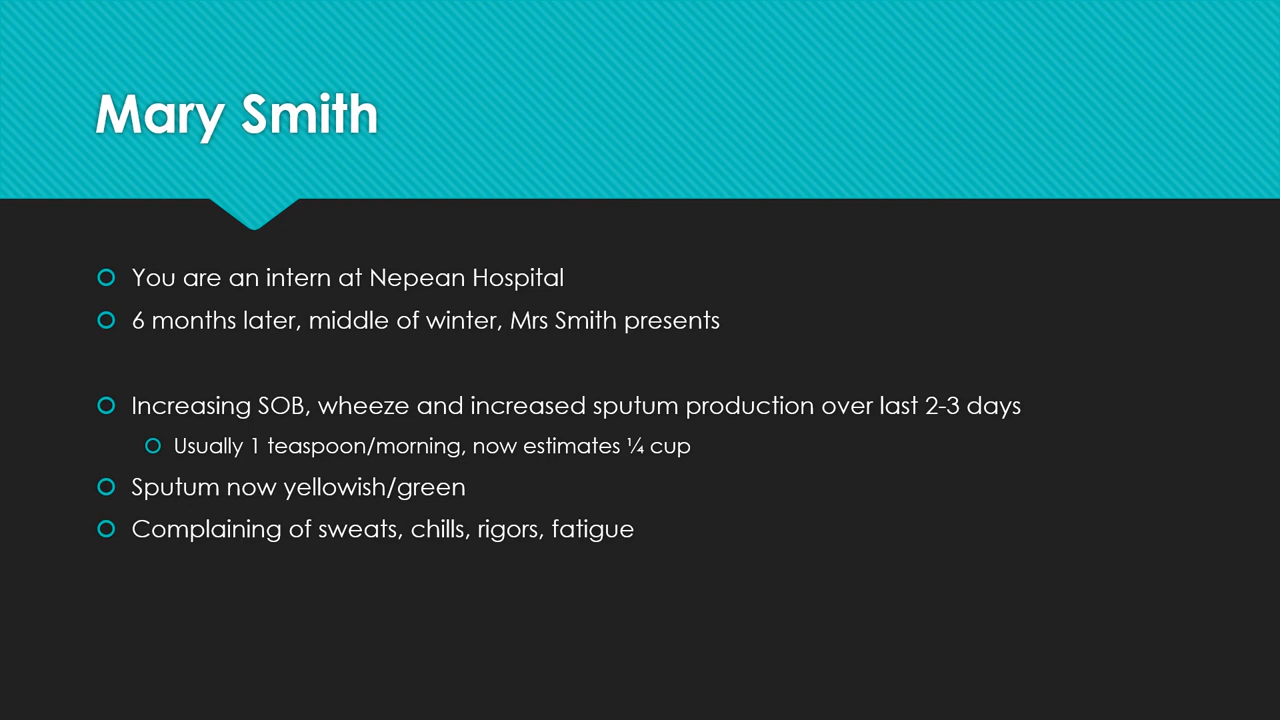 Mary Smith
You are an intern at Nepean Hospital
6 months later, middle of winter, Mrs Smith presents
Increasing SOB, wheeze and increased sputum production over last 2-3 days
Usually 1 teaspoon/morning, now estimates ¼ cup
Sputum now yellowish/green
Complaining of sweats, chills, rigors, fatigue